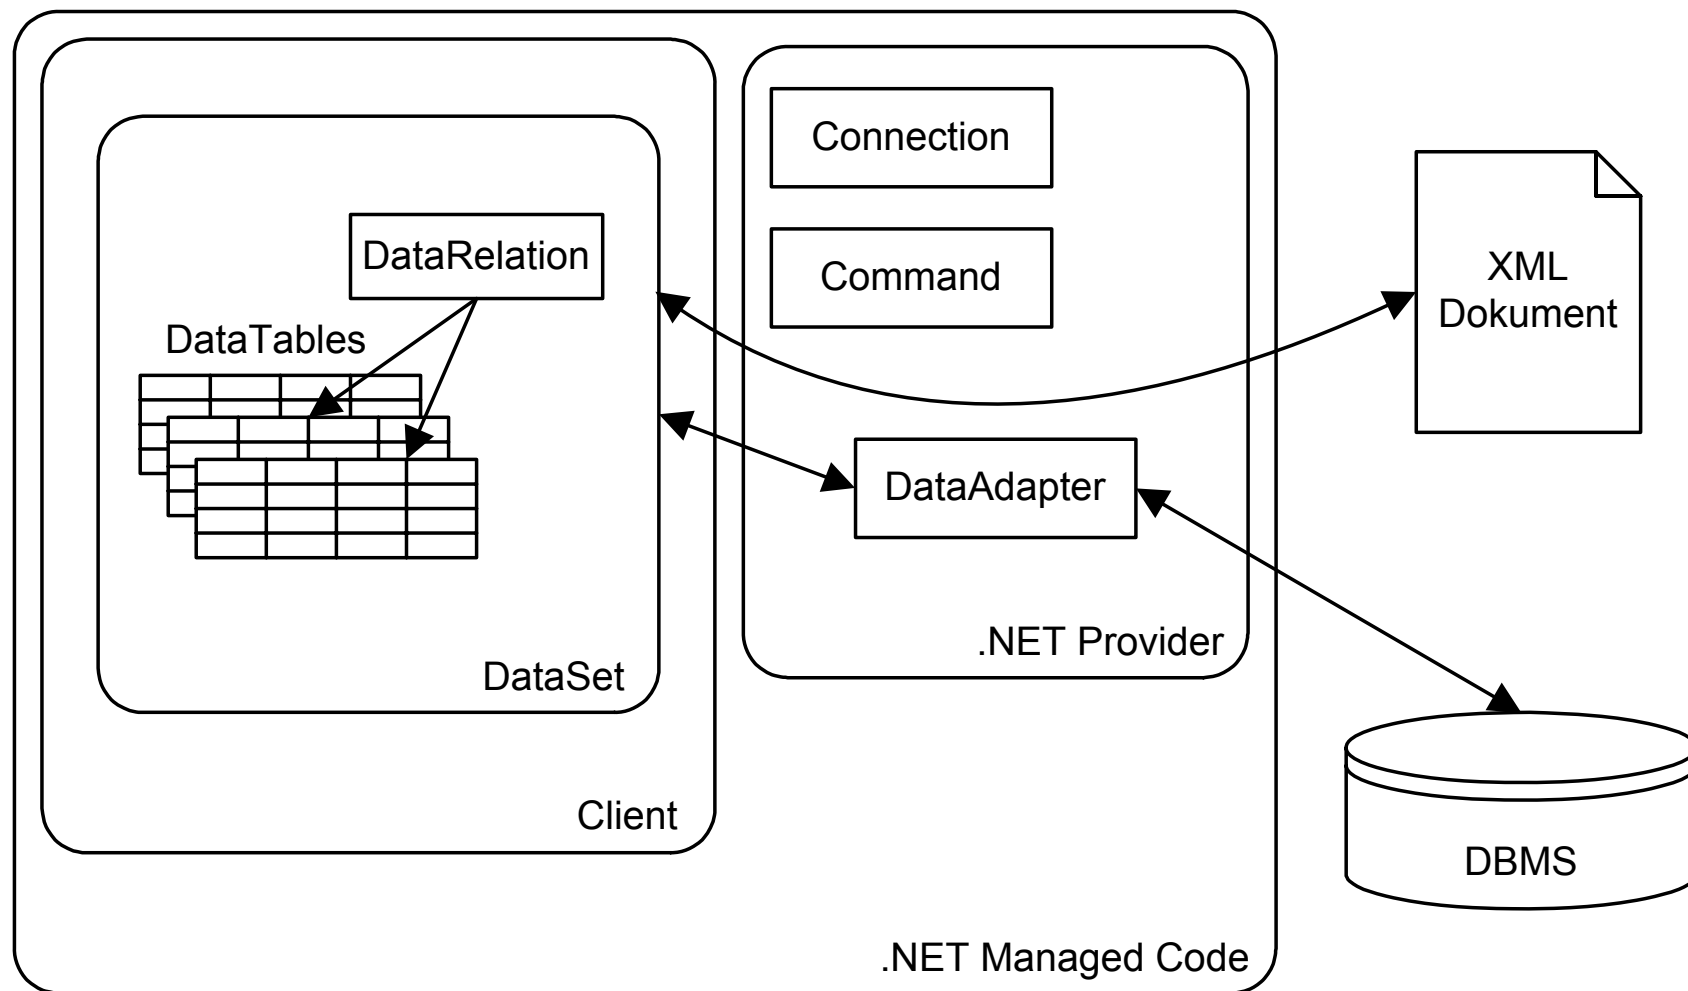 Connection
DataRelation
Command
XML
Dokument
DataTables
DataAdapter
.NET Provider
DataSet
Client
DBMS
.NET Managed Code